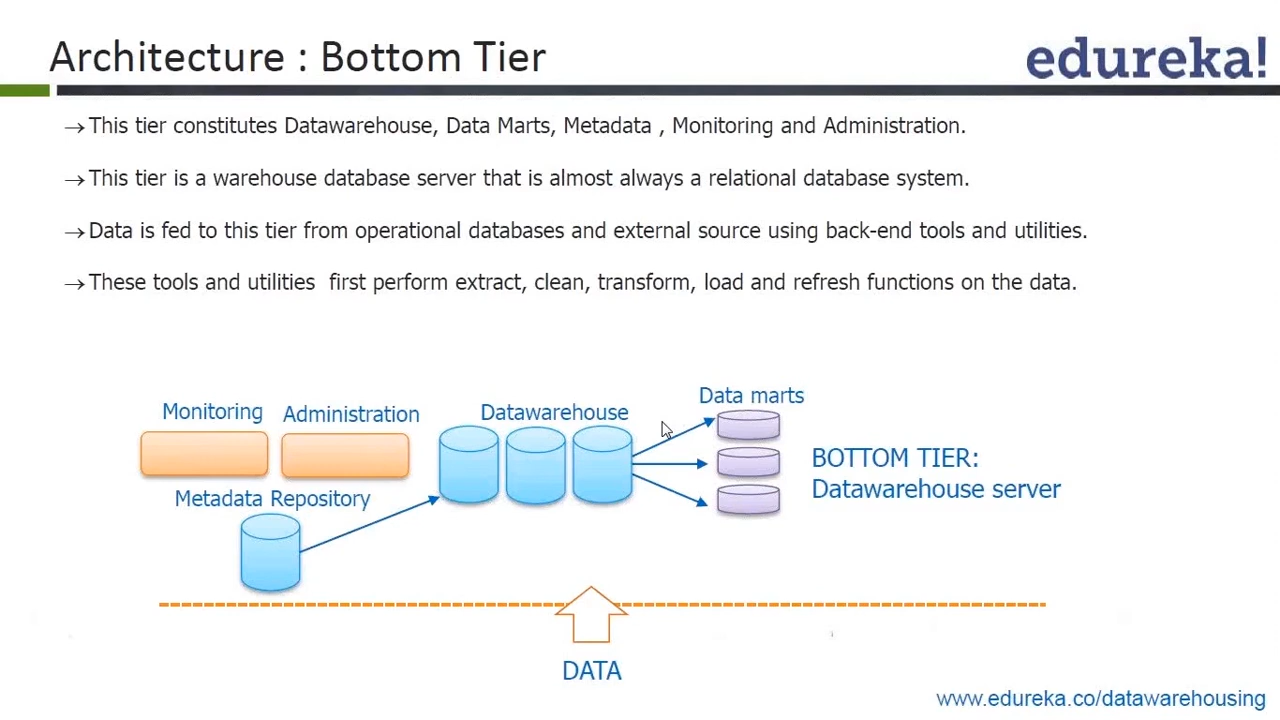 Architecture : Bottom Tier
edureka!
→This tier constitutes Datawarehouse, Data Marts, Metadata , Monitoring and Administration.
→This tier is a warehouse database server that is almost always a relational database system.
→Data is fed to this tier from operational databases and external source using back-end tools and utilities.
→These tools and utilities  first perform extract, clean, transform, load and refresh functions on the data.
Data marts
Monitoring
Administration
Datawarehouse
BOTTOM TIER:
Datawarehouse server
Metadata Repository
DATA
www.edureka.co/datawarehousing